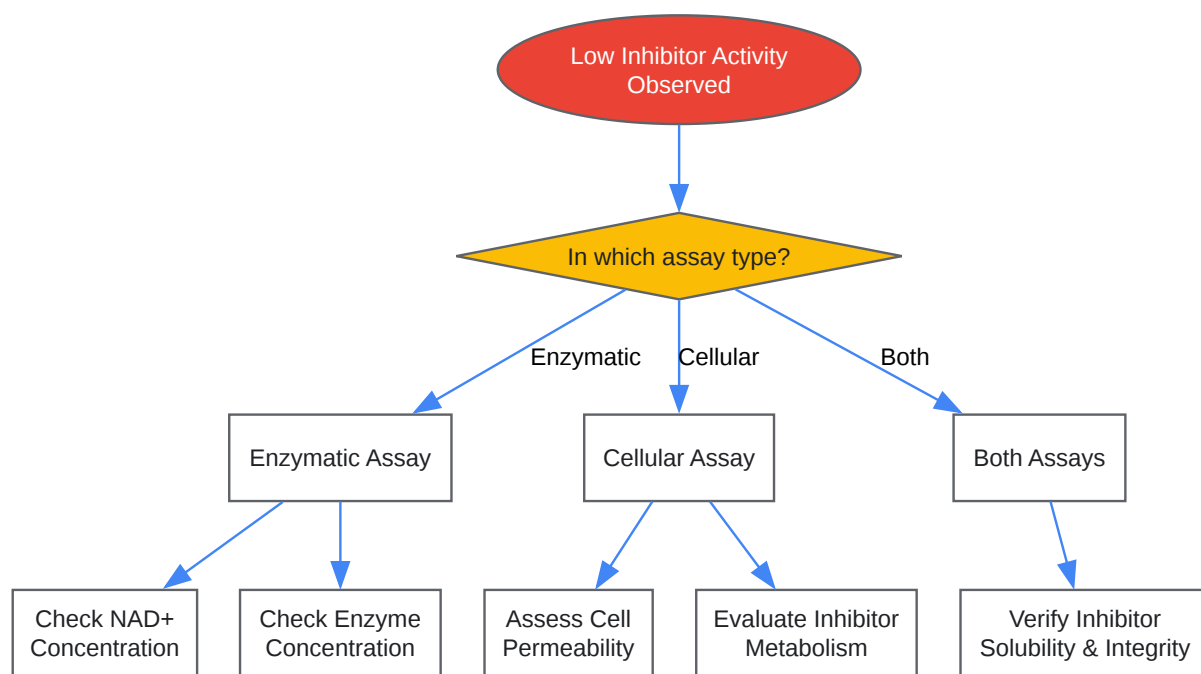 Low Inhibitor Activity
Observed
In which assay type?
Enzymatic
Cellular
Both
Enzymatic Assay
Cellular Assay
Both Assays
Check NAD+
Concentration
Check Enzyme
Concentration
Assess Cell
Permeability
Evaluate Inhibitor
Metabolism
Verify Inhibitor
Solubility & Integrity